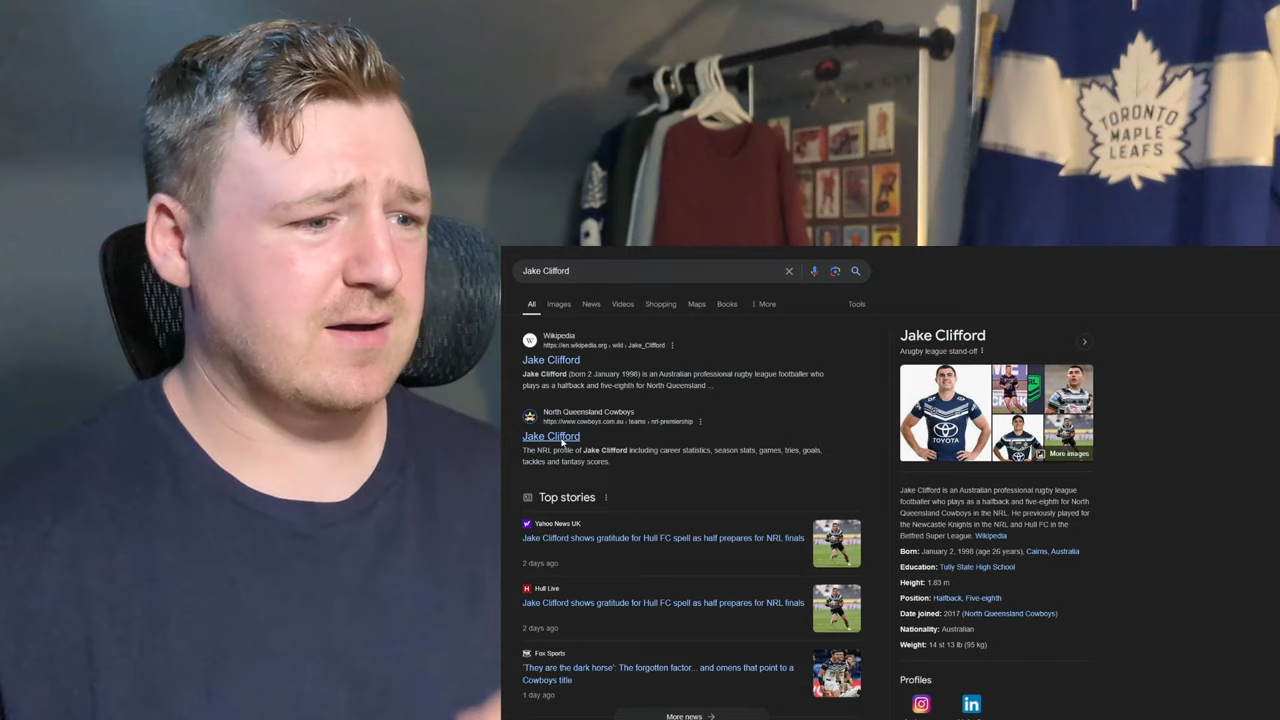 TORONTO
MAPLE
LEAFS
Jake Clifford
All
Images
News
Videos
Shopping
Maps
Books
More
Tools
Wikipedia
https://en.wikipedia.org › wiki › Jake_Clifford
Jake Clifford
Jake Clifford (born 2 January 1998) is an Australian professional rugby league footballer who
plays as a halfback and five-eighth for North Queensland ...
North Queensland Cowboys
https://www.cowboys.com.au › teams › nrl-premiership
Jake Clifford
The NRL profile of Jake Clifford including career statistics, season stats, games, tries, goals,
tackles and fantasy scores.
Top stories
Yahoo News UK
Jake Clifford shows gratitude for Hull FC spell as half prepares for NRL finals
2 days ago
Hull Live
Jake Clifford shows gratitude for Hull FC spell as half prepares for NRL finals
2 days ago
Fox Sports
'They are the dark horse': The forgotten factor... and omens that point to a
Cowboys title
1 day ago
More news
Jake Clifford
Arugby league stand-off
TOYOTA
More images
Jake Clifford is an Australian professional rugby league
footballer who plays as a halfback and five-eighth for the North
Queensland Cowboys in the NRL. He previously played for
the Newcastle Knights in the NRL and Hull FC in the
Betfred Super League. Wikipedia
Born: January 2, 1998 (age 26 years), Cairns, Australia
Education: Tully State High School
Height: 1.83 m
Position: Halfback, Five-eighth
Date joined: 2017 (North Queensland Cowboys)
Nationality: Australian
Weight: 14 st 13 lb (95 kg)
Profiles